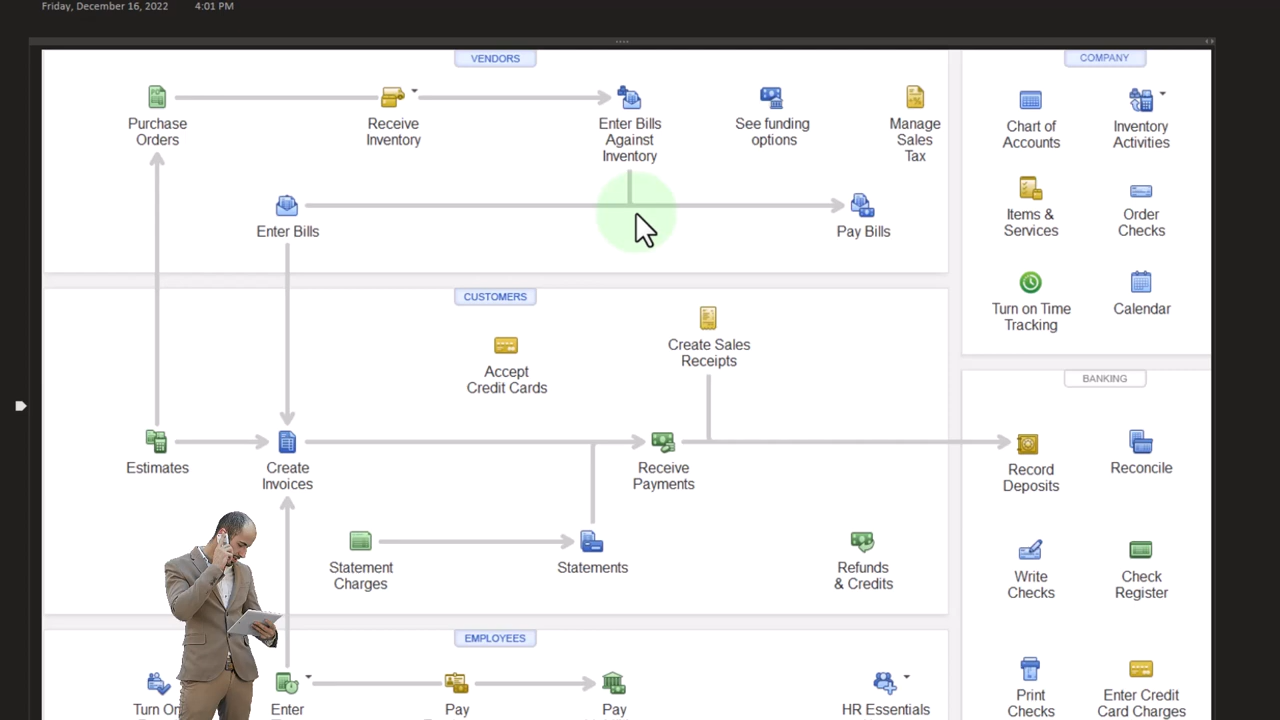 Friday, December 16, 2022 4:01 PM
VENDORS
COMPANY
Purchase
Orders
Receive
Inventory
Enter Bills
Against
Inventory
See funding
options
Manage
Sales
Tax
Chart of
Accounts
Inventory
Activities
Enter Bills
Pay Bills
Items &
Services
Order
Checks
Turn on Time
Tracking
Calendar
CUSTOMERS
Create Sales
Receipts
Accept
Credit Cards
BANKING
Estimates
Create
Invoices
Receive
Payments
Record
Deposits
Reconcile
Statement
Charges
Statements
Refunds
& Credits
Write
Checks
Check
Register
EMPLOYEES
Turn On
Enter
Pay
Pay
HR Essentials
Print
Checks
Enter Credit
Card Charges